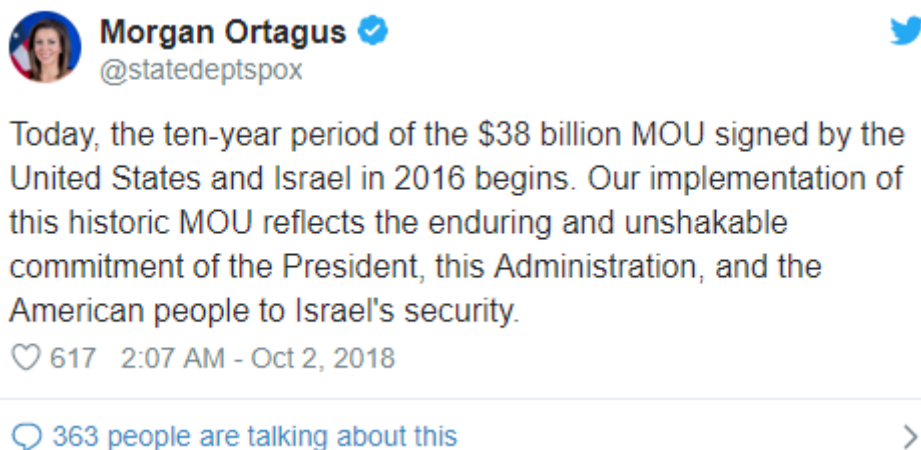 Morgan Ortagus
@statedeptspox
Today, the ten-year period of the $38 billion MOU signed by the
United States and Israel in 2016 begins. Our implementation of
this historic MOU reflects the enduring and unshakable
commitment of the President, this Administration, and the
American people to Israel's security.
617 2:07 AM - Oct 2, 2018
363 people are talking about this